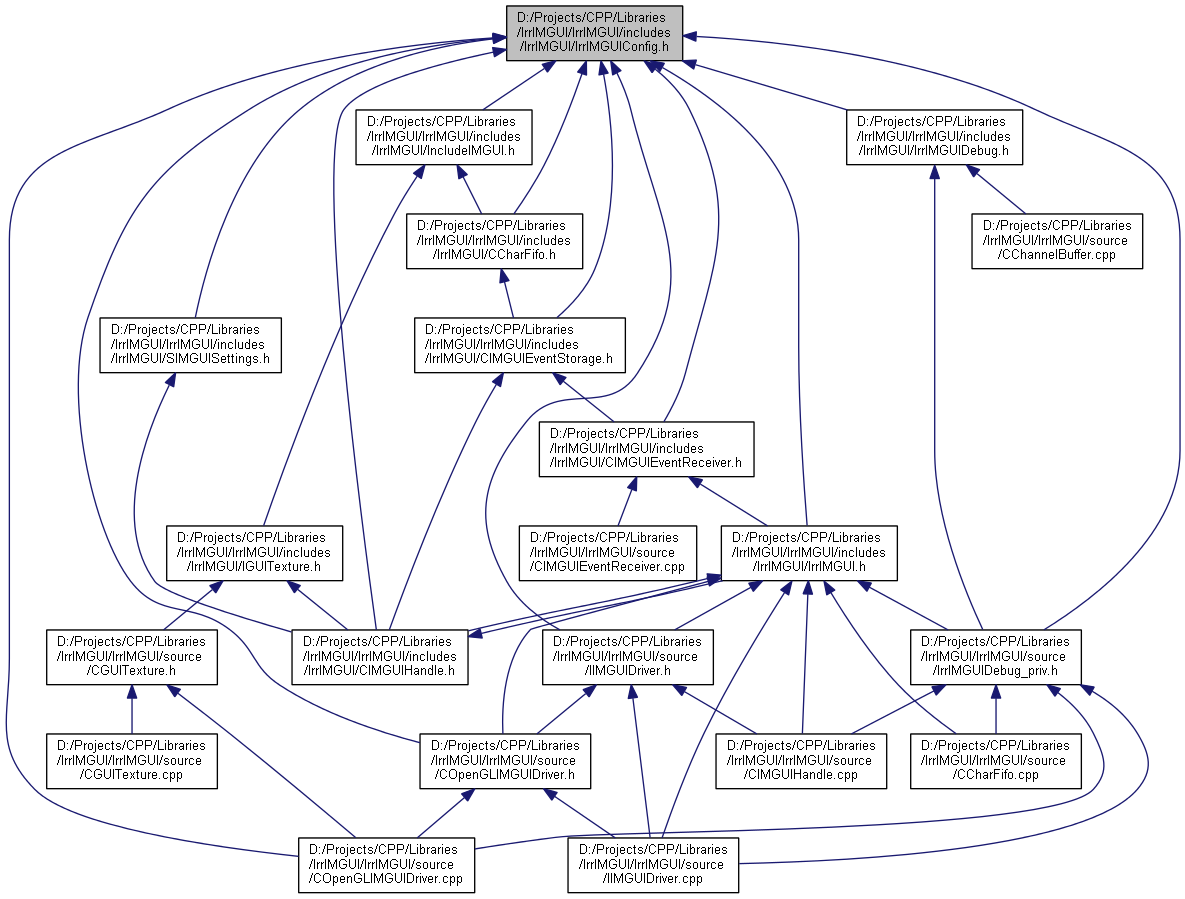 D:/Projects/CPP/Libraries
/IrrIMGUI/IrrIMGUI/includes
/IrrIMGUI/IrrIMGUIConfig.h
D:/Projects/CPP/Libraries
/IrrIMGUI/IrrIMGUI/includes
/IrrIMGUI/IncludeIMGUI.h
D:/Projects/CPP/Libraries
/IrrIMGUI/IrrIMGUI/includes
/IrrIMGUI/IrrIMGUIDebug.h
D:/Projects/CPP/Libraries
/IrrIMGUI/IrrIMGUI/includes
/IrrIMGUI/CCharFifo.h
D:/Projects/CPP/Libraries
/IrrIMGUI/IrrIMGUI/source
/CChannelBuffer.cpp
D:/Projects/CPP/Libraries
/IrrIMGUI/IrrIMGUI/includes
/IrrIMGUI/SIMGUISettings.h
D:/Projects/CPP/Libraries
/IrrIMGUI/IrrIMGUI/includes
/IrrIMGUI/CIMGUIEventStorage.h
D:/Projects/CPP/Libraries
/IrrIMGUI/IrrIMGUI/includes
/IrrIMGUI/CIMGUIEventReceiver.h
D:/Projects/CPP/Libraries
/IrrIMGUI/IrrIMGUI/includes
/IrrIMGUI/IGUITexture.h
D:/Projects/CPP/Libraries
/IrrIMGUI/IrrIMGUI/source
/CIMGUIEventReceiver.cpp
D:/Projects/CPP/Libraries
/IrrIMGUI/IrrIMGUI/includes
/IrrIMGUI/IrrIMGUI.h
D:/Projects/CPP/Libraries
/IrrIMGUI/IrrIMGUI/source
/CGUITexture.h
D:/Projects/CPP/Libraries
/IrrIMGUI/IrrIMGUI/includes
/IrrIMGUI/CIMGUIHandle.h
D:/Projects/CPP/Libraries
/IrrIMGUI/IrrIMGUI/source
/IIMGUIDriver.h
D:/Projects/CPP/Libraries
/IrrIMGUI/IrrIMGUI/source
/IrrIMGUIDebug_priv.h
D:/Projects/CPP/Libraries
/IrrIMGUI/IrrIMGUI/source
/CGUITexture.cpp
D:/Projects/CPP/Libraries
/IrrIMGUI/IrrIMGUI/source
/COpenGLIMGUIDriver.h
D:/Projects/CPP/Libraries
/IrrIMGUI/IrrIMGUI/source
/CIMGUIHandle.cpp
D:/Projects/CPP/Libraries
/IrrIMGUI/IrrIMGUI/source
/CCharFifo.cpp
D:/Projects/CPP/Libraries
/IrrIMGUI/IrrIMGUI/source
/COpenGLIMGUIDriver.cpp
D:/Projects/CPP/Libraries
/IrrIMGUI/IrrIMGUI/source
/IIMGUIDriver.cpp